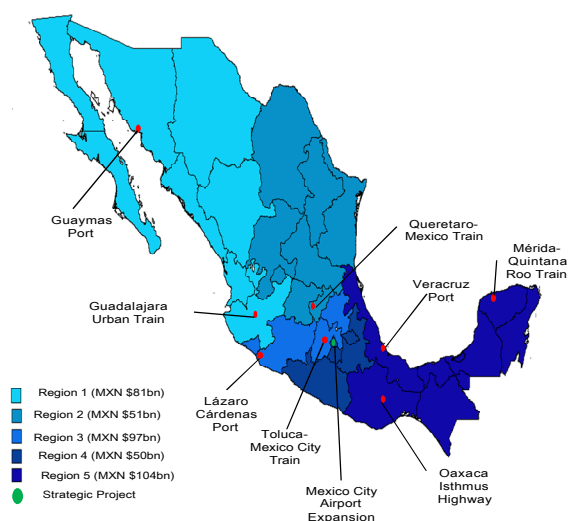 Guaymas
Port
Queretaro-
Mexico Train
Mérida-
Quintana
Roo Train
Veracruz
Port
Guadalajara
Urban Train
Lázaro
Cárdenas
Port
Toluca-
Mexico City
Train
Mexico City
Airport
Expansion
Oaxaca
Isthmus
Highway
Region 1 (MXN $81bn)
Region 2 (MXN $51bn)
Region 3 (MXN $97bn)
Region 4 (MXN $50bn)
Region 5 (MXN $104bn)
Strategic Project